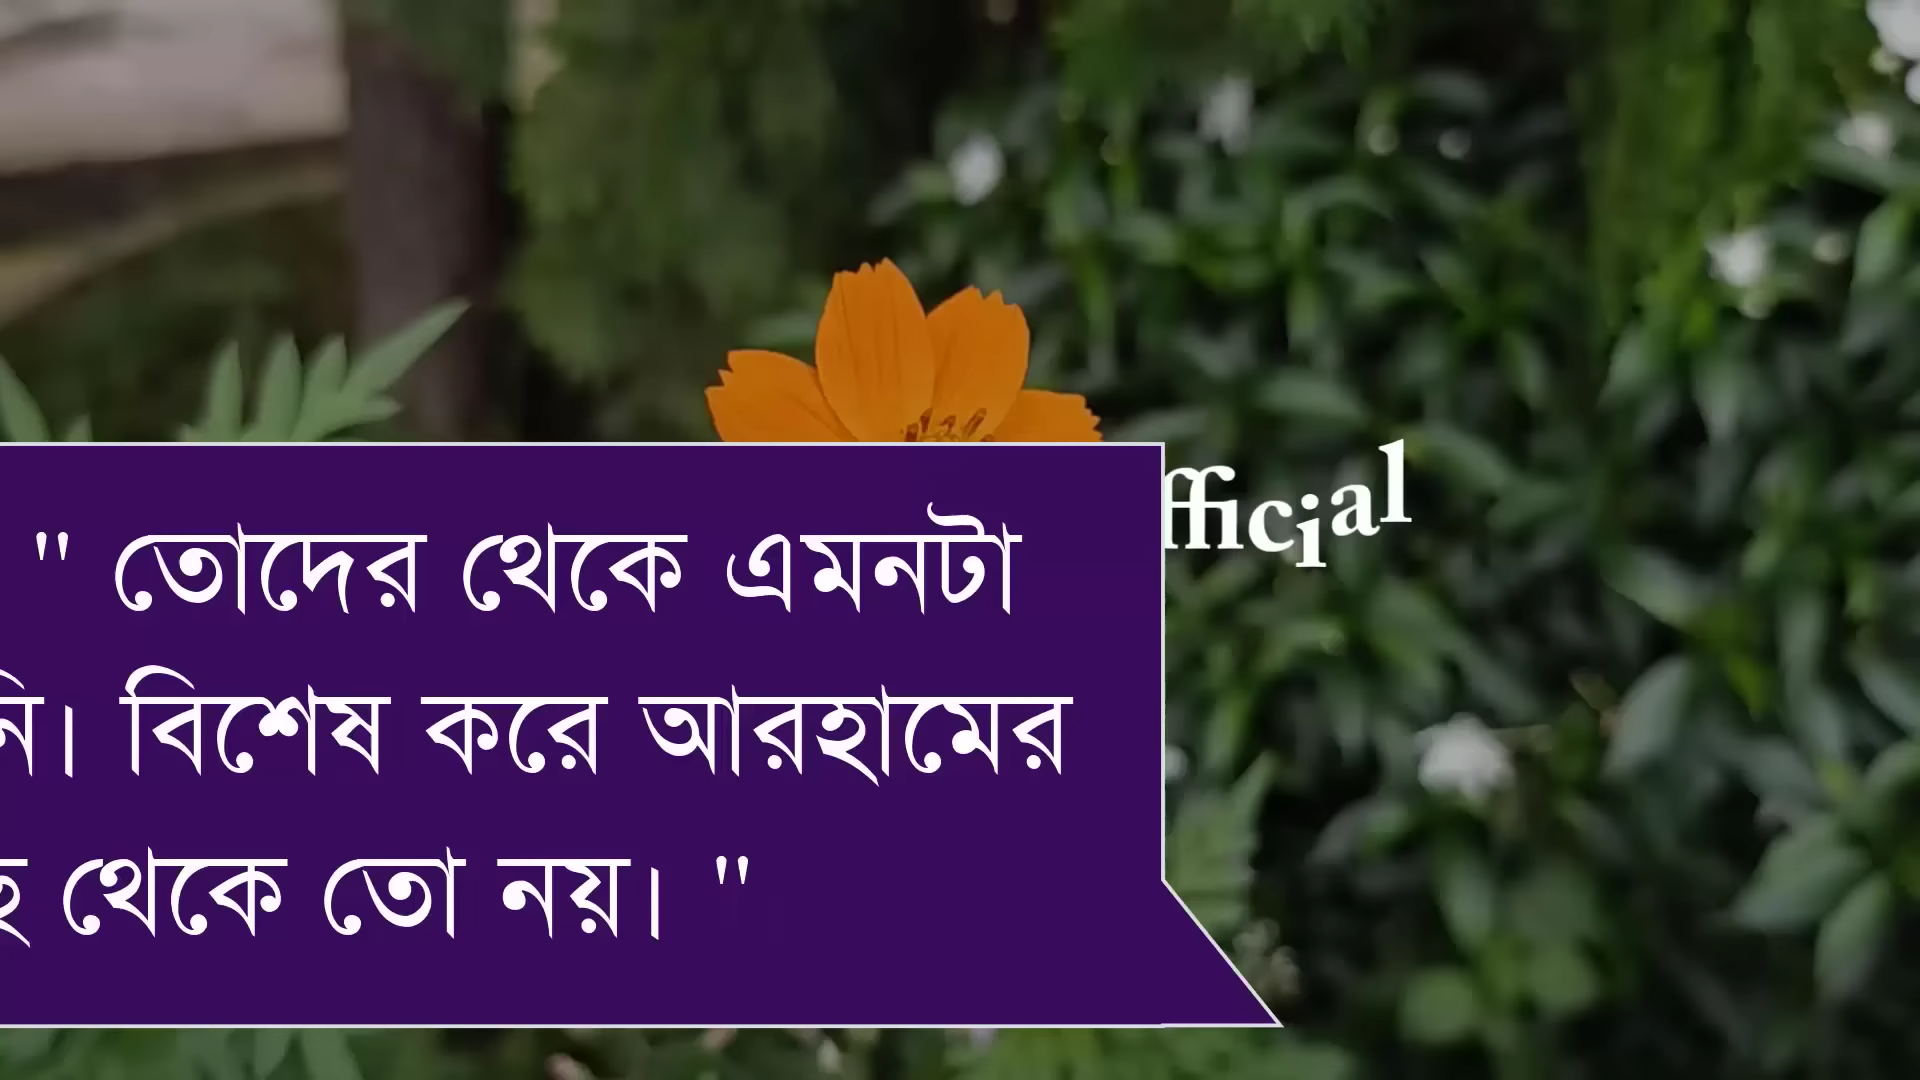 " তোদের থেকে এমনটা
বিশেষ করে আরহামের
থেকে তো নয়। "
fficial